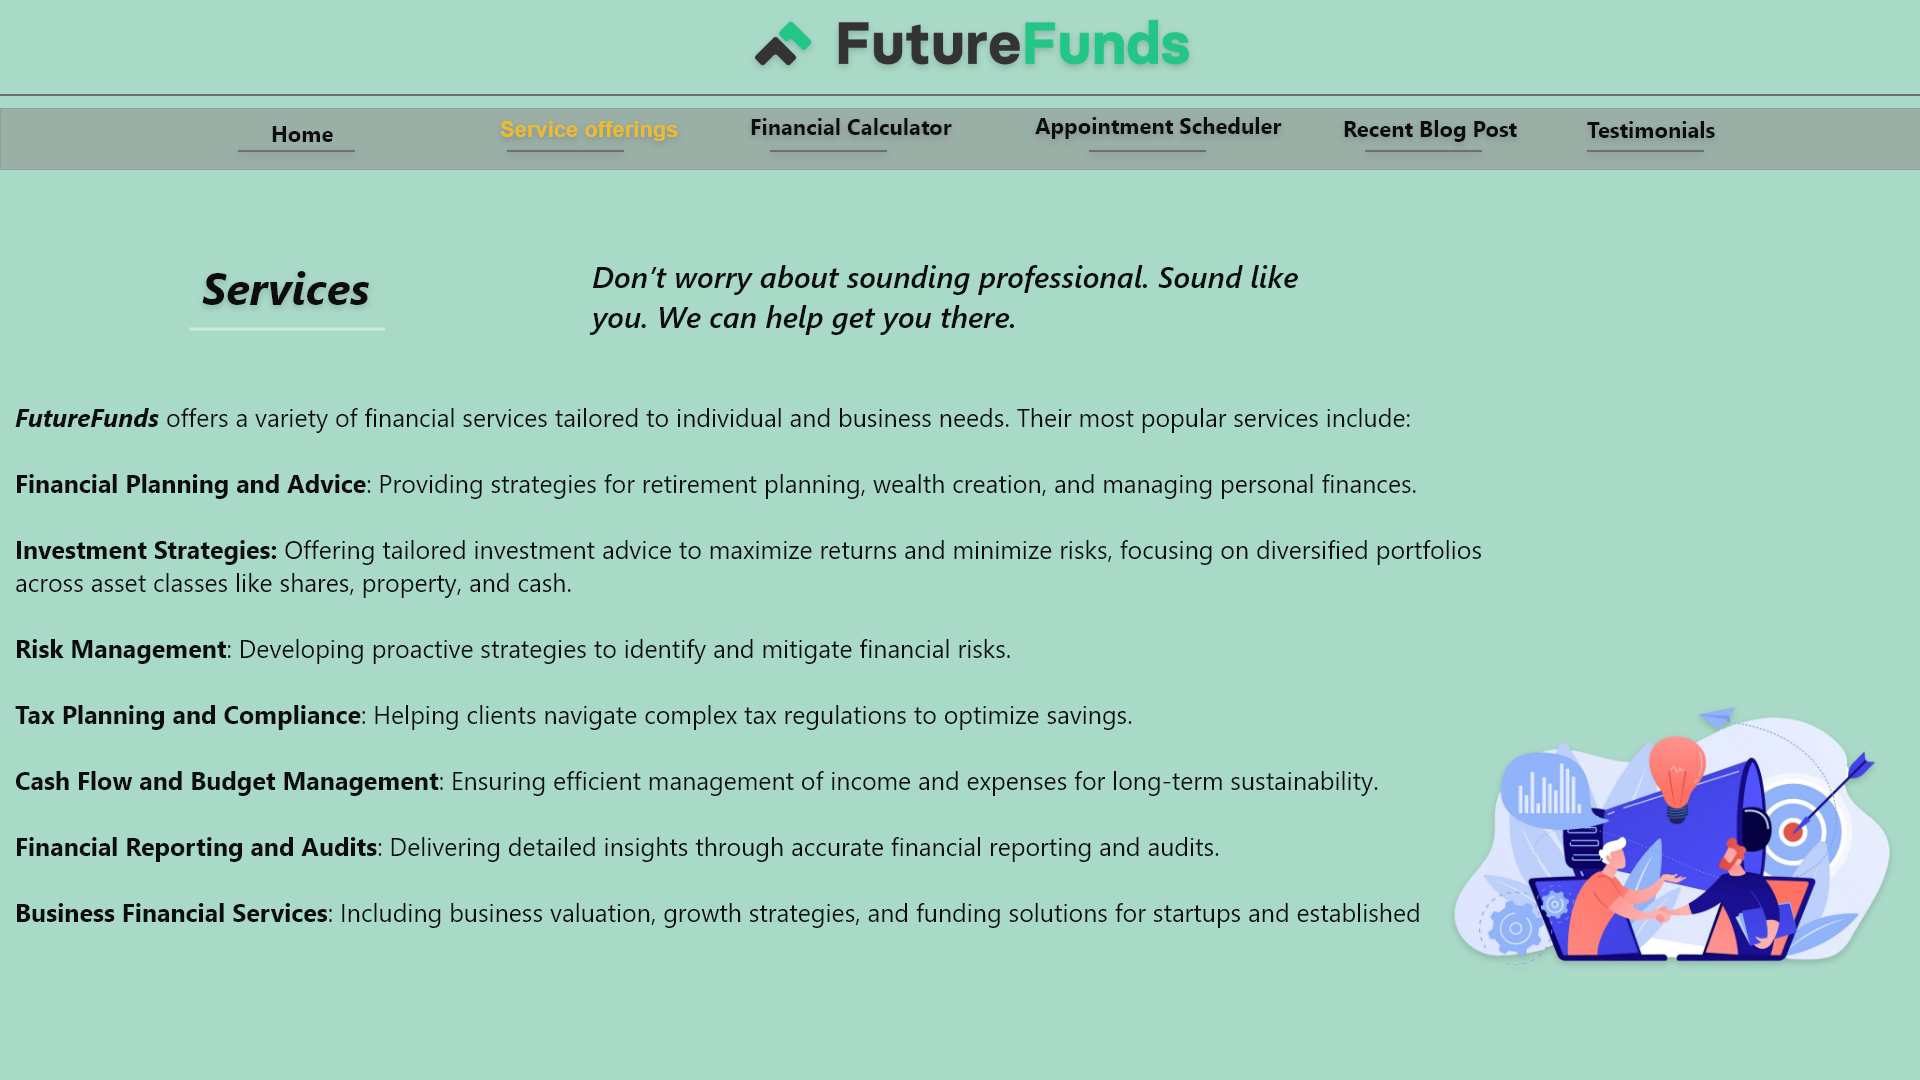 FutureFunds
Home
Service offerings
Financial Calculator
Appointment Scheduler
Recent Blog Post
Testimonials
Services
Don’t worry about sounding professional. Sound like
you. We can help get you there.
FutureFunds offers a variety of financial services tailored to individual and business needs. Their most popular services include:
Financial Planning and Advice: Providing strategies for retirement planning, wealth creation, and managing personal finances.
Investment Strategies: Offering tailored investment advice to maximize returns and minimize risks, focusing on diversified portfolios
across asset classes like shares, property, and cash.
Risk Management: Developing proactive strategies to identify and mitigate financial risks.
Tax Planning and Compliance: Helping clients navigate complex tax regulations to optimize savings.
Cash Flow and Budget Management: Ensuring efficient management of income and expenses for long-term sustainability.
Financial Reporting and Audits: Delivering detailed insights through accurate financial reporting and audits.
Business Financial Services: Including business valuation, growth strategies, and funding solutions for startups and established